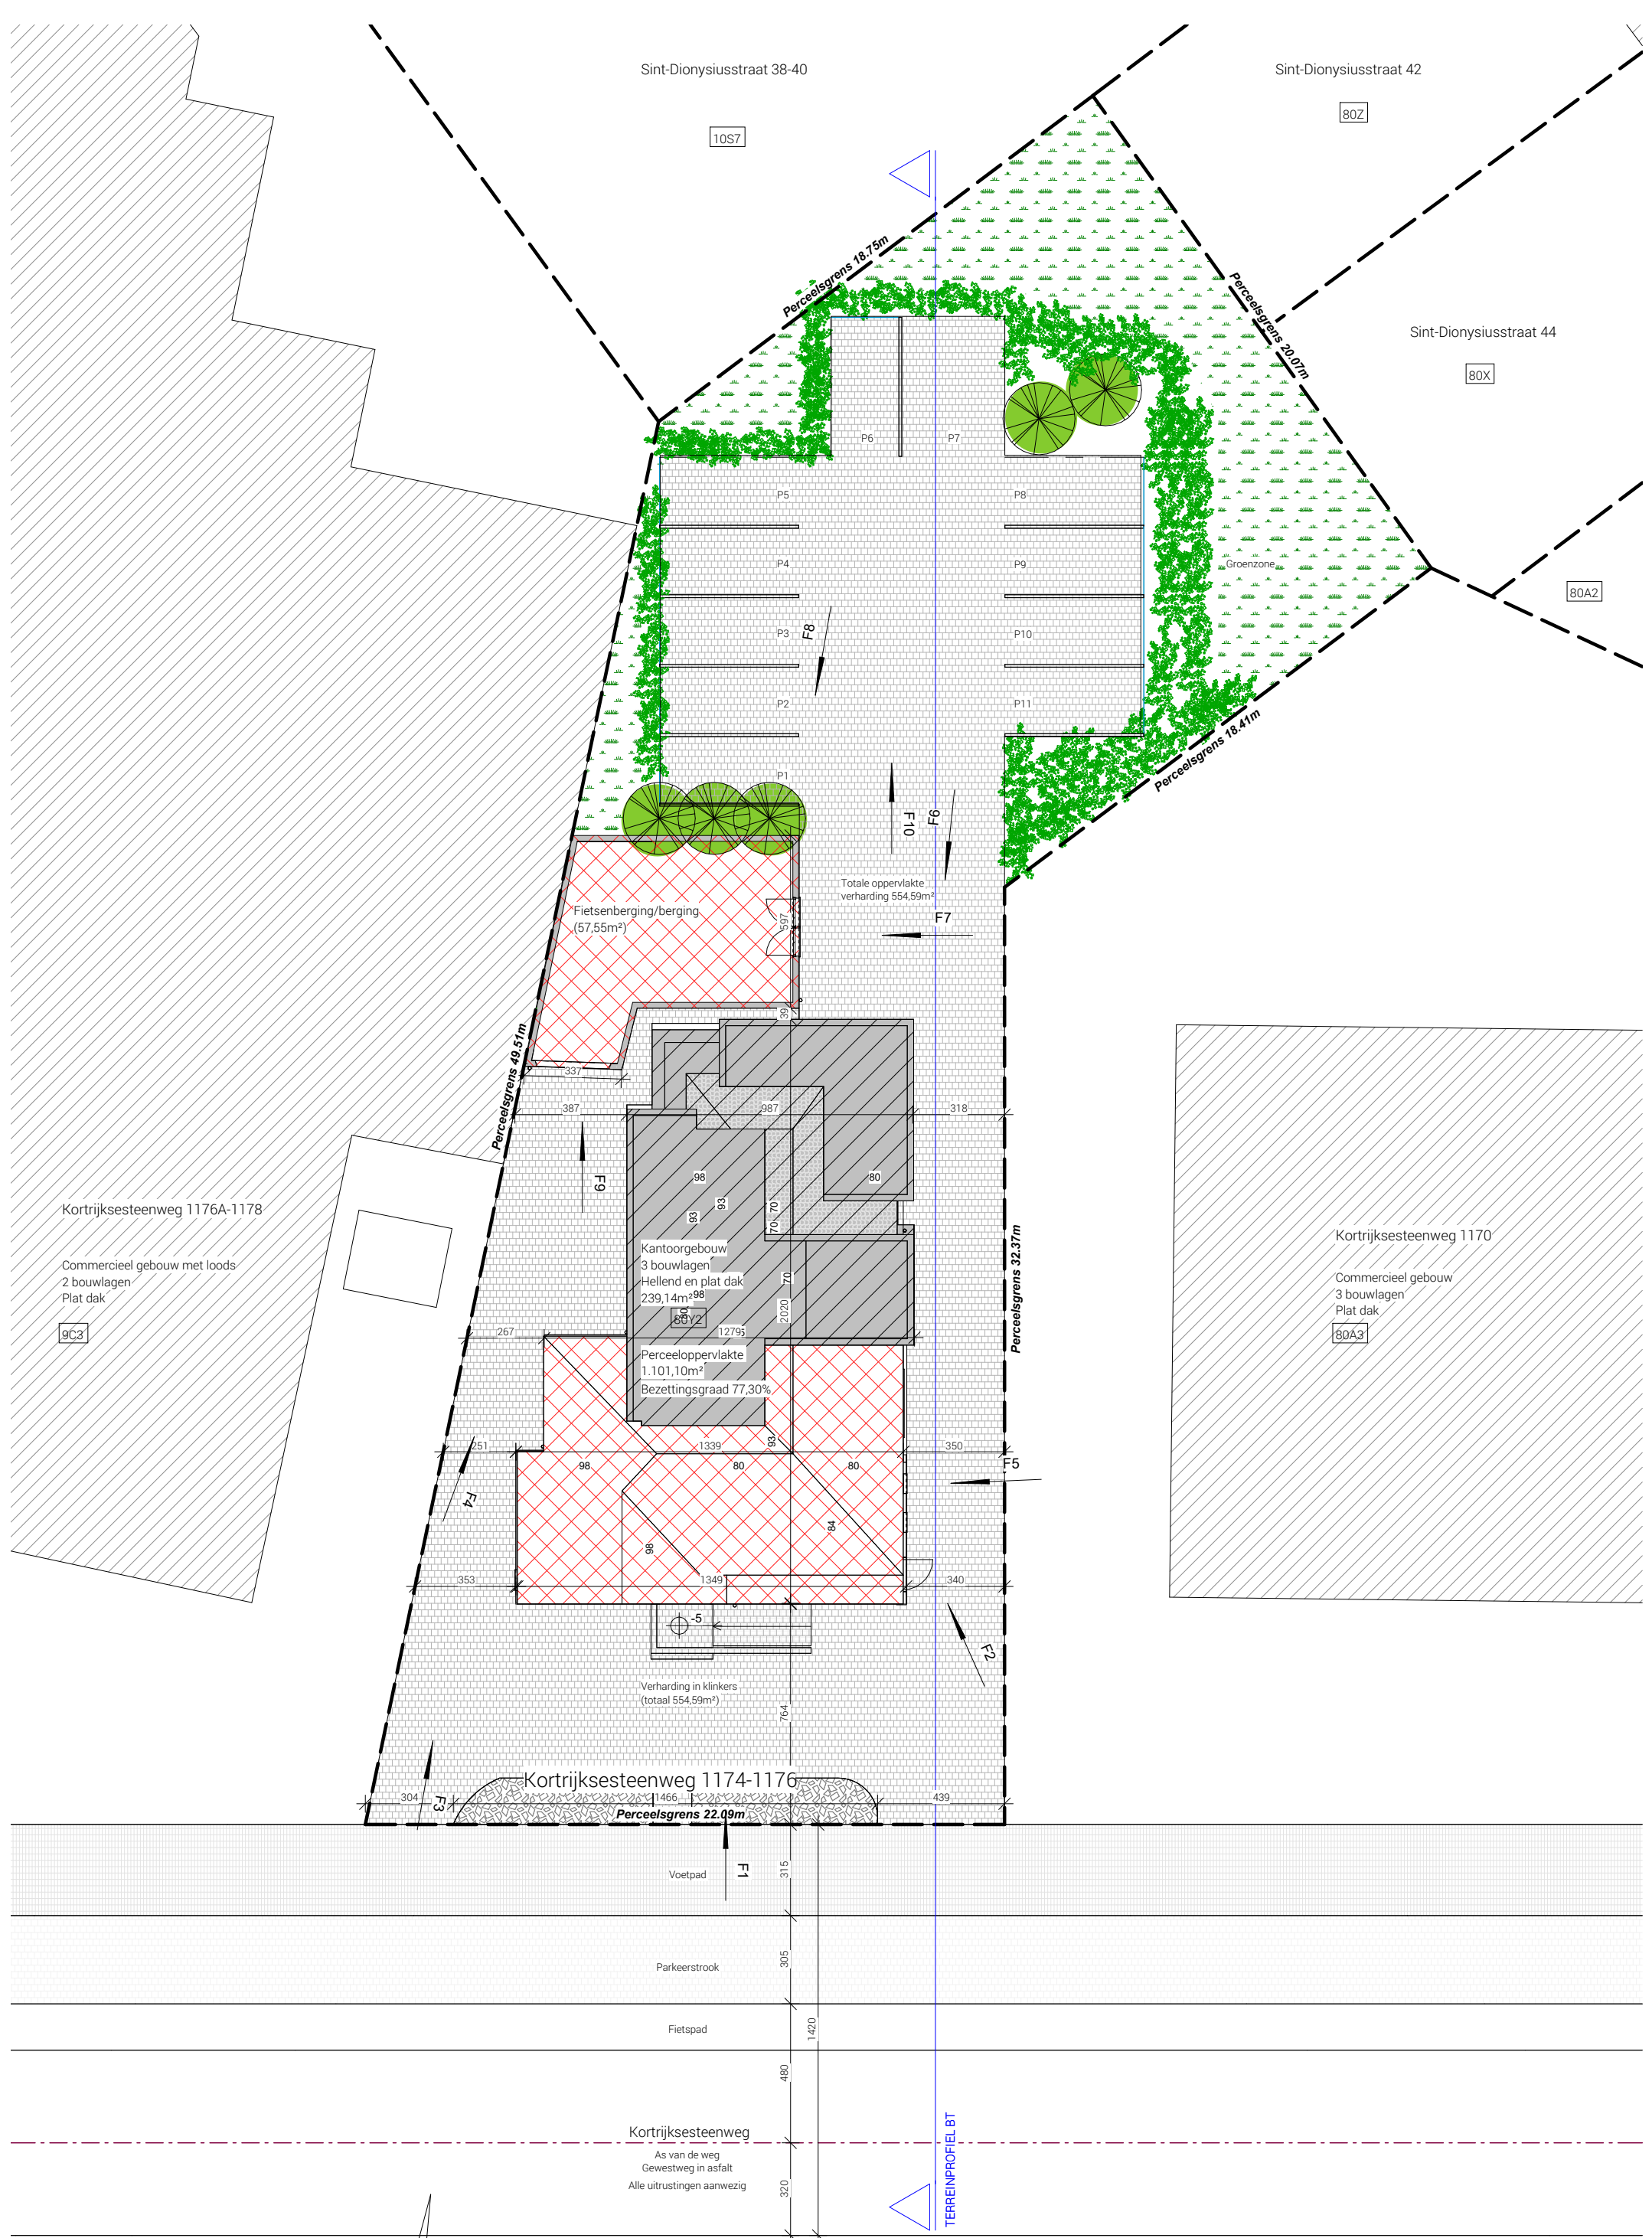 Sint-Dionysiusstraat 38-40
10S7
Sint-Dionysiusstraat 42
80Z
Perceelsgrens 18.75m
Perceelsgrens 20.07m
Sint-Dionysiusstraat 44
80X
P6
P7
P5
P8
P4
P9
Groenzone
80A2
P3
P10
F8
P2
P11
Perceelsgrens 18.41m
P1
F10
F6
Totale oppervlakte
verharding 554,59m²
Fietsenberging/berging
(57,55m²)
597
F7
39
Perceelsgrens 49.51m
337
387
987
318
F9
98
80
93
93
70
70
Kortrijksesteenweg 1176A-1178
Commercieel gebouw met loods
2 bouwlagen
Plat dak
9C3
Kantoorgebouw
3 bouwlagen
Hellend en plat dak
239,14m²
98
80
80Y2
70
2020
Perceelsgrens 32.37m
Kortrijksesteenweg 1170
Commercieel gebouw
3 bouwlagen
Plat dak
80A3
267
1279
Perceeloppervlakte
1.101,10m²
Bezettingsgraad 77,30%
251
1339
93
350
98
80
80
F5
F4
84
98
353
1349
340
-5
F2
Verharding in klinkers
(totaal 554,59m²)
764
Kortrijksesteenweg 1174-1176
304
F3
1466
439
Perceelsgrens 22.09m
F1
Voetpad
315
Parkeerstrook
305
Fietspad
1420
480
Kortrijksesteenweg
As van de weg
Gewestweg in asfalt
Alle uitrustingen aanwezig
320
TERREINPROFIEL BT